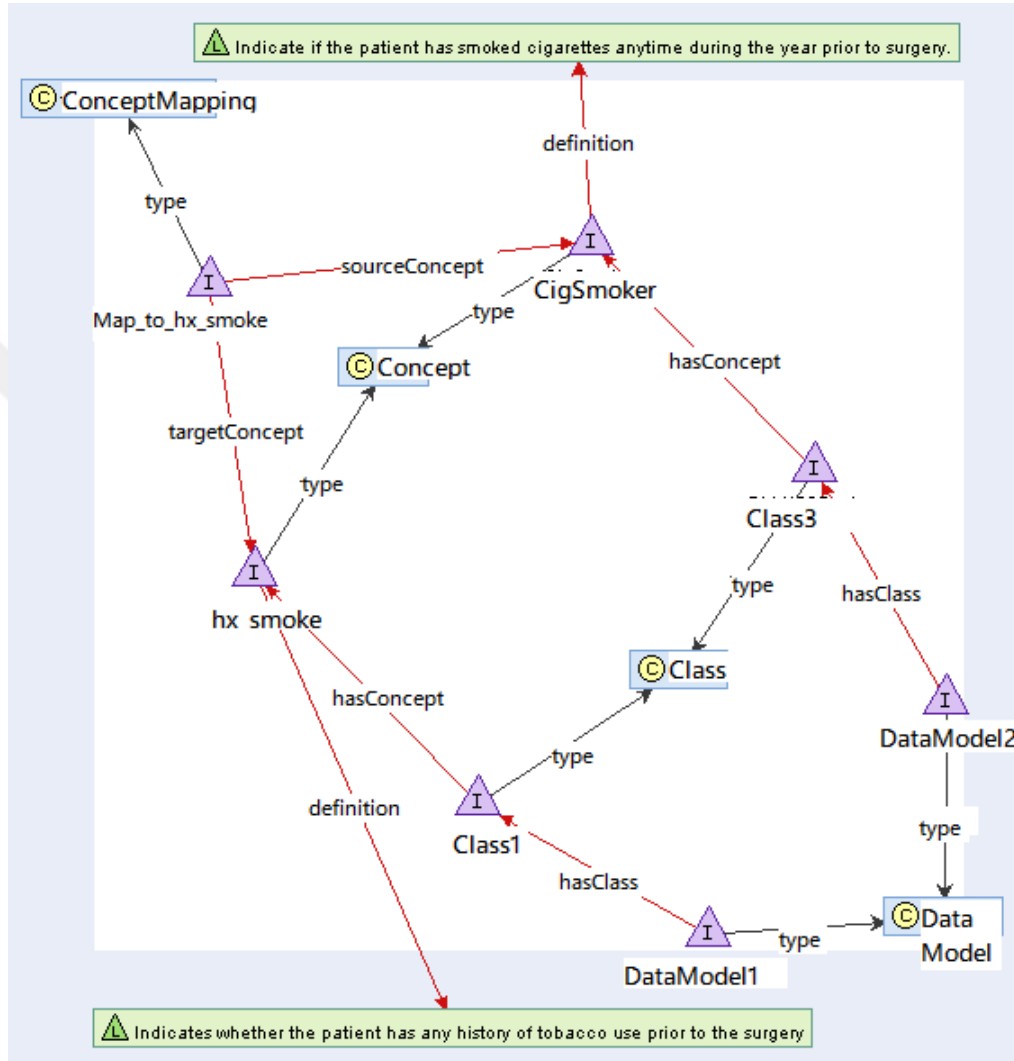 L Indicate if the patient has smoked cigarettes anytime during the year prior to surgery.
C ConceptMapping
definition
type
I
sourceConcept
CigSmoker
I
Map_to_hx_smoke
type
C Concept
hasConcept
targetConcept
type
I
Class3
I
hx smoke
type
hasClass
C Class
hasConcept
I
DataModel2
type
definition
I
Class1
type
hasClass
C Data
Model
I
type
DataModel1
L Indicates whether the patient has any history of tobacco use prior to the surgery